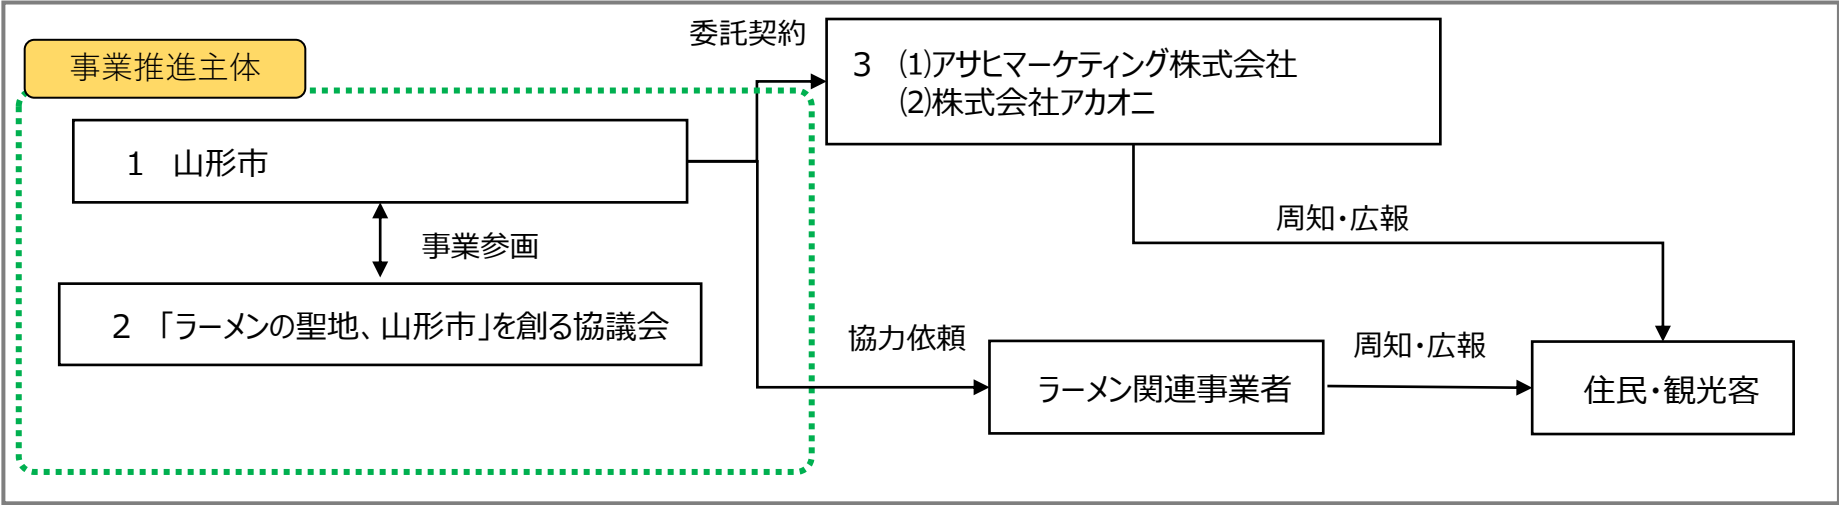 委託契約
事業推進主体
3 ⑴アサヒマーケティング株式会社
⑵株式会社アカオニ
1 山形市
事業参画
周知・広報
2 「ラーメンの聖地、山形市」を創る協議会
協力依頼
周知・広報
ラーメン関連事業者
住民・観光客